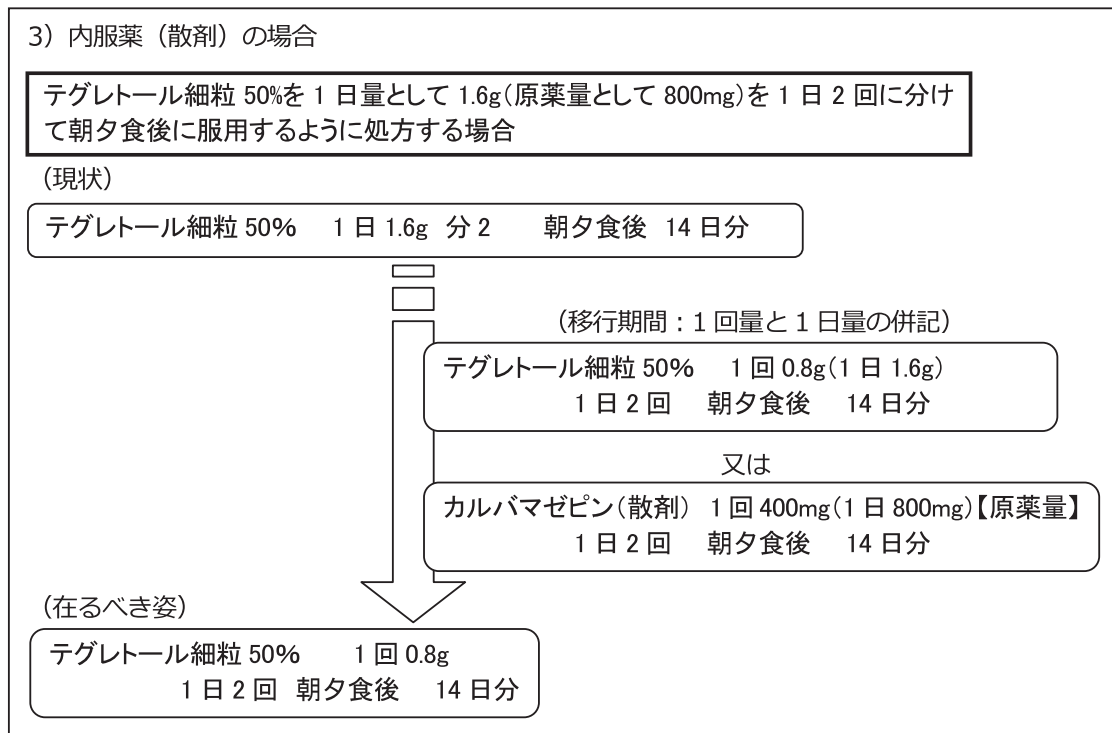 3）内服薬（散剤）の場合
テグレトール細粒 50%を 1 日量として 1.6g(原薬量として 800mg)を 1 日 2 回に分け
て朝夕食後に服用するように処方する場合
（現状）
テグレトール細粒 50%　1 日 1.6g　分 2　朝夕食後　14 日分
（移行期間：1 回量と 1 日量の併記）
テグレトール細粒 50%　1 回 0.8g(1 日 1.6g)
1 日 2 回　朝夕食後　14 日分
又は
カルバマゼピン(散剤)　1 回 400mg(1 日 800mg)【原薬量】
1 日 2 回　朝夕食後　14 日分
（在るべき姿）
テグレトール細粒 50%　1 回 0.8g
1 日 2 回　朝夕食後　14 日分